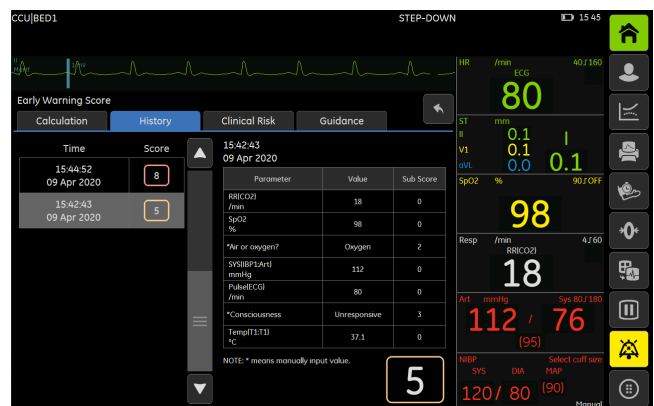 CCU|BED1 STEP-DOWN 15 45
II 1 mV
Early Warning Score
Calculation History Clinical Risk Guidance
Time Score
15:44:52
09 Apr 2020
8
15:42:43
09 Apr 2020
5
15:42:43
09 Apr 2020
Parameter Value Sub Score
RR(CO2)
/min
18 0
SpO2
%
98 0
*Air or oxygen? Oxygen 2
SYS(IBP1:Art)
mmHg
112 0
Pulse(ECG)
/min
80 0
*Consciousness Unresponsive 3
Temp(T1:T1)
°C
37.1 0
NOTE: * means manually input value.
5
HR /min 40 160
ECG
80
ST mm
II 0.1 I
V1 0.1
aVL 0.0 0.1
SpO2 % 90 OFF
98
Resp /min 4 60
RR(CO2)
18
Art mmHg Sys 80 180
112 / 76
(95)
NIBP Select cuff size
SYS DIA MAP
120 / 80 (90)
Manual